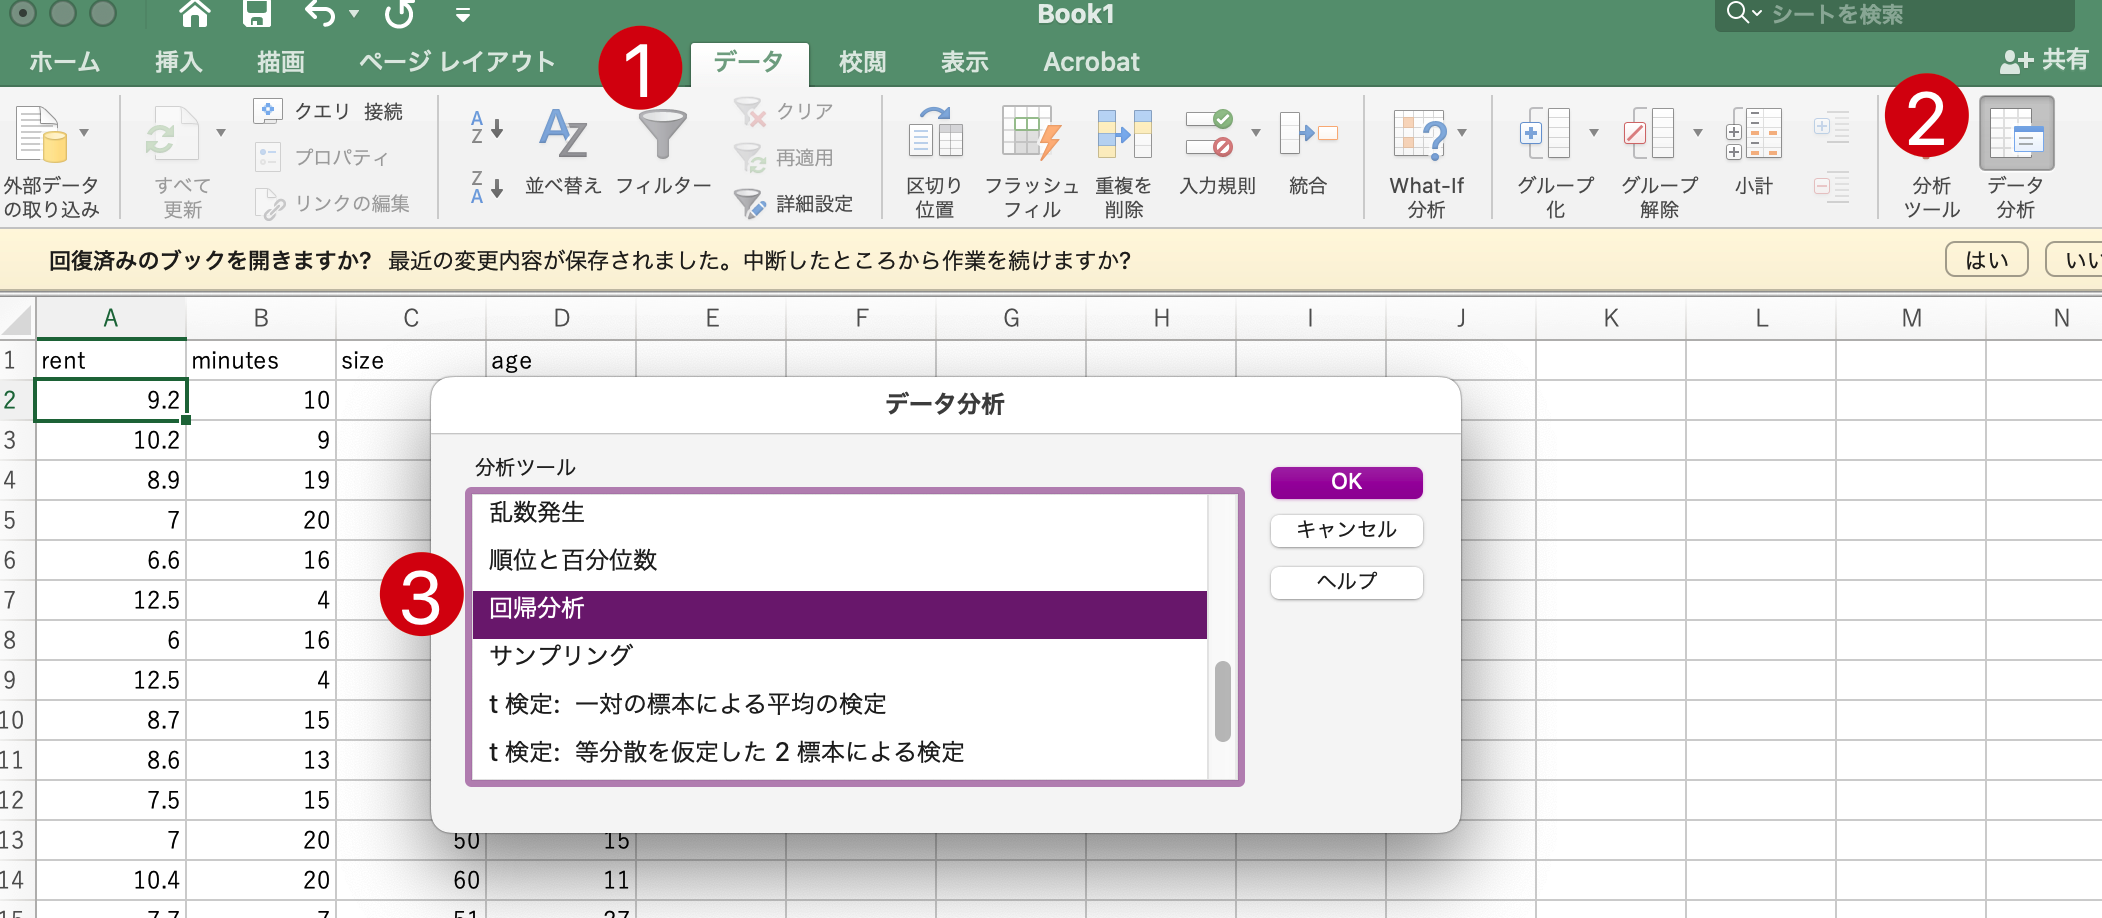 Book1
シートを検索
ホーム 挿入 描画 ページ レイアウト 1 データ 校閲 表示 Acrobat 共有
外部データ
の取り込み
すべて
更新
クエリ 接続
プロパティ
リンクの編集
A
Z
Z
A
AZ
並べ替え
フィルター
クリア
再適用
詳細設定
区切り
位置
フラッシュ
フィル
重複を
削除
入力規則
統合
What-If
分析
グループ
化
グループ
解除
小計
2
分析
ツール
データ
分析
回復済みのブックを開きますか? 最近の変更内容が保存されました。中断したところから作業を続けますか?
はい
いい
A B C D E F G H I J K L M N
1 rent minutes size age
2 9.2 10
3 10.2 9
4 8.9 19
5 7 20
6 6.6 16
7 12.5 4
8 6 16
9 12.5 4
10 8.7 15
11 8.6 13
12 7.5 15
13 7 20 50 15
14 10.4 20 60 11
15 7.7 7 51 27
データ分析
分析ツール
乱数発生
順位と百分位数
3
回帰分析
サンプリング
t 検定: 一対の標本による平均の検定
t 検定: 等分散を仮定した 2 標本による検定
OK
キャンセル
ヘルプ